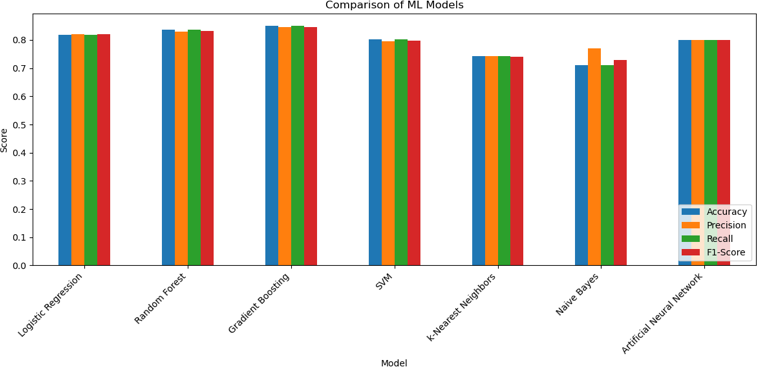 Comparison of ML Models
Score
0.8
0.7
0.6
0.5
0.4
0.3
0.2
0.1
0.0
Accuracy
Precision
Recall
F1-Score
Logistic Regression
Random Forest
Gradient Boosting
SVM
k-Nearest Neighbors
Naive Bayes
Artificial Neural Network
Model